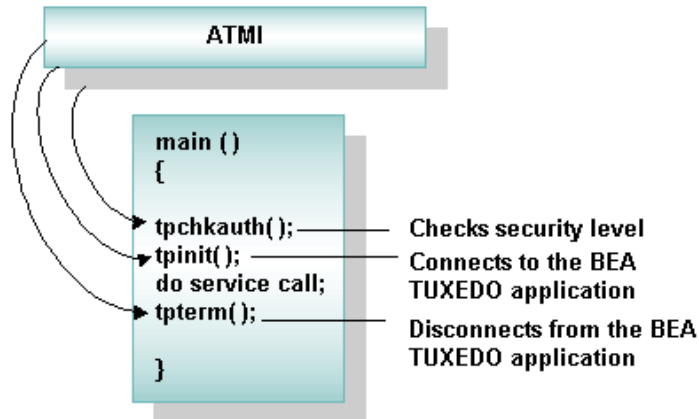 ATMI
main ( )
{
tpchkauth( );
tpinit( );
do service call;
tpterm( );
}
Checks security level
Connects to the BEA
TUXEDO application
Disconnects from the BEA
TUXEDO application